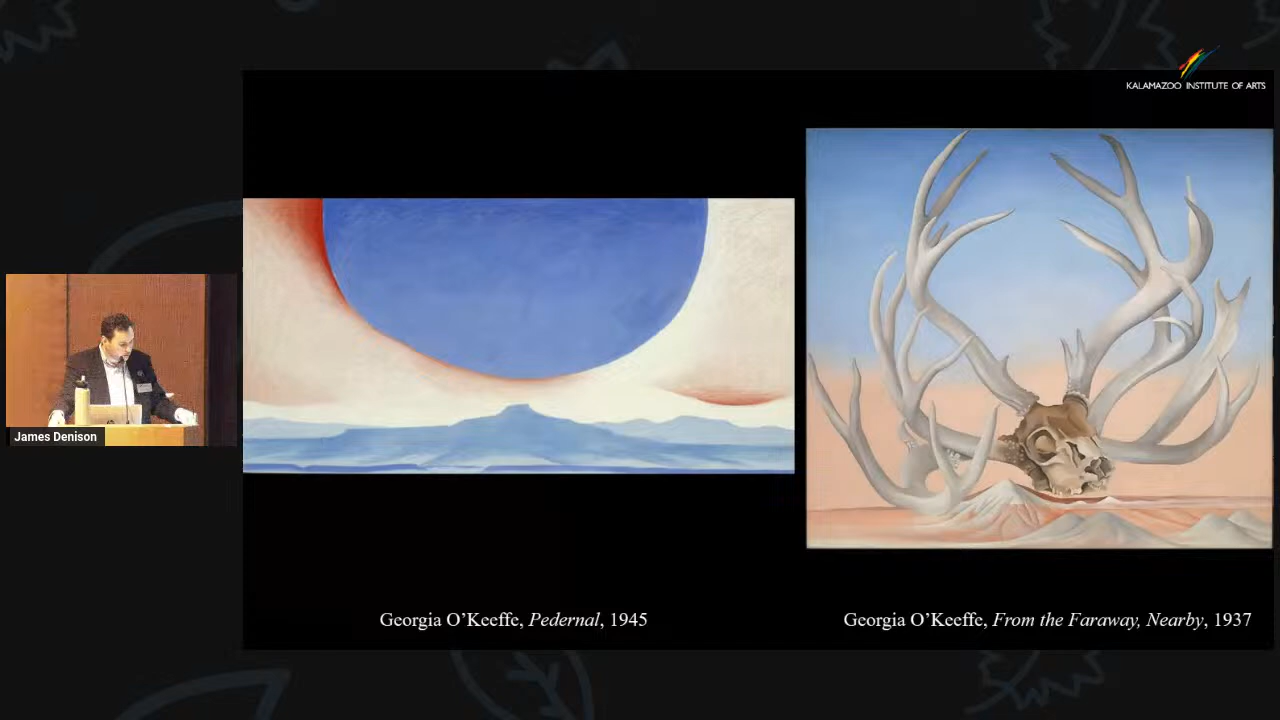 KALAMAZOO INSTITUTE OF ARTS
James Denison
Georgia O’Keeffe, Pedernal, 1945
Georgia O’Keeffe, From the Faraway, Nearby, 1937